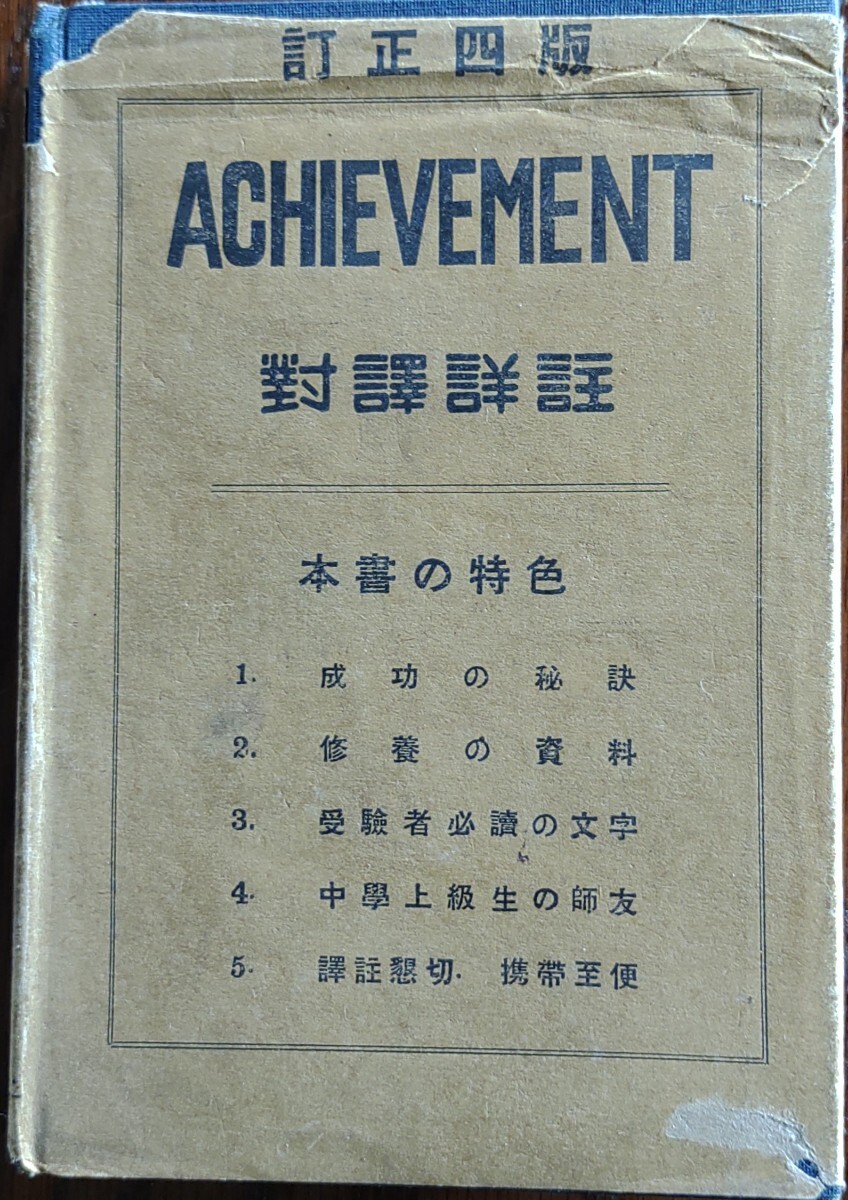 訂正四版
ACHIEVEMENT
對譯詳註
本書の特色
1. 成功の秘訣
2. 修養の資料
3. 受驗者必讀の文字
4. 中學上級生の師友
5. 譯註懇切. 携帶至便